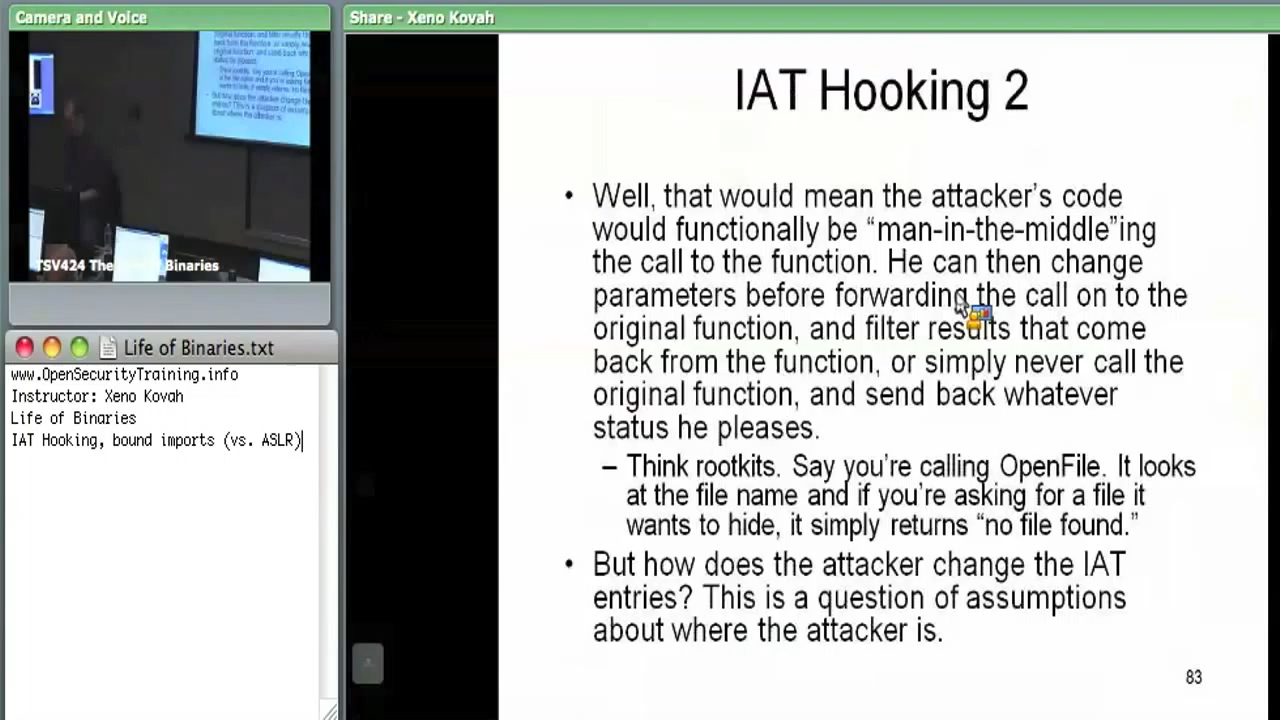 Camera and Voice
TSV424 The Binaries
Life of Binaries.txt
www.OpenSecurityTraining.info
Instructor: Xeno Kovah
Life of Binaries
IAT Hooking, bound imports (vs. ASLR)
Share - Xeno Kovah
IAT Hooking 2
• Well, that would mean the attacker's code
would functionally be “man-in-the-middle”ing
the call to the function. He can then change
parameters before forwarding the call on to the
original function, and filter results that come
back from the function, or simply never call the
original function, and send back whatever
status he pleases.
– Think rootkits. Say you're calling OpenFile. It looks
at the file name and if you're asking for a file it
wants to hide, it simply returns “no file found.”
• But how does the attacker change the IAT
entries? This is a question of assumptions
about where the attacker is.
83